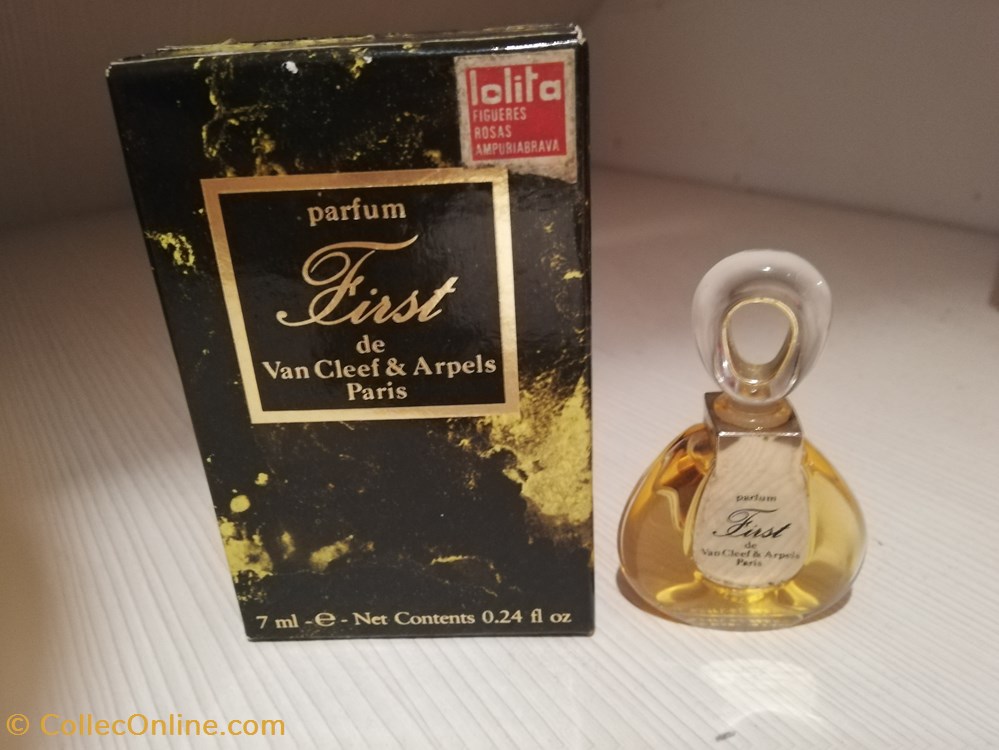 lolita
FIGUERES
ROSAS
AMPURIABRAVA
parfum
First
de
Van Cleef & Arpels
Paris
7 ml - e - Net Contents 0.24 fl oz
parfum
First
de
Van Cleef & Arpels
Paris
© CollecOnline.com